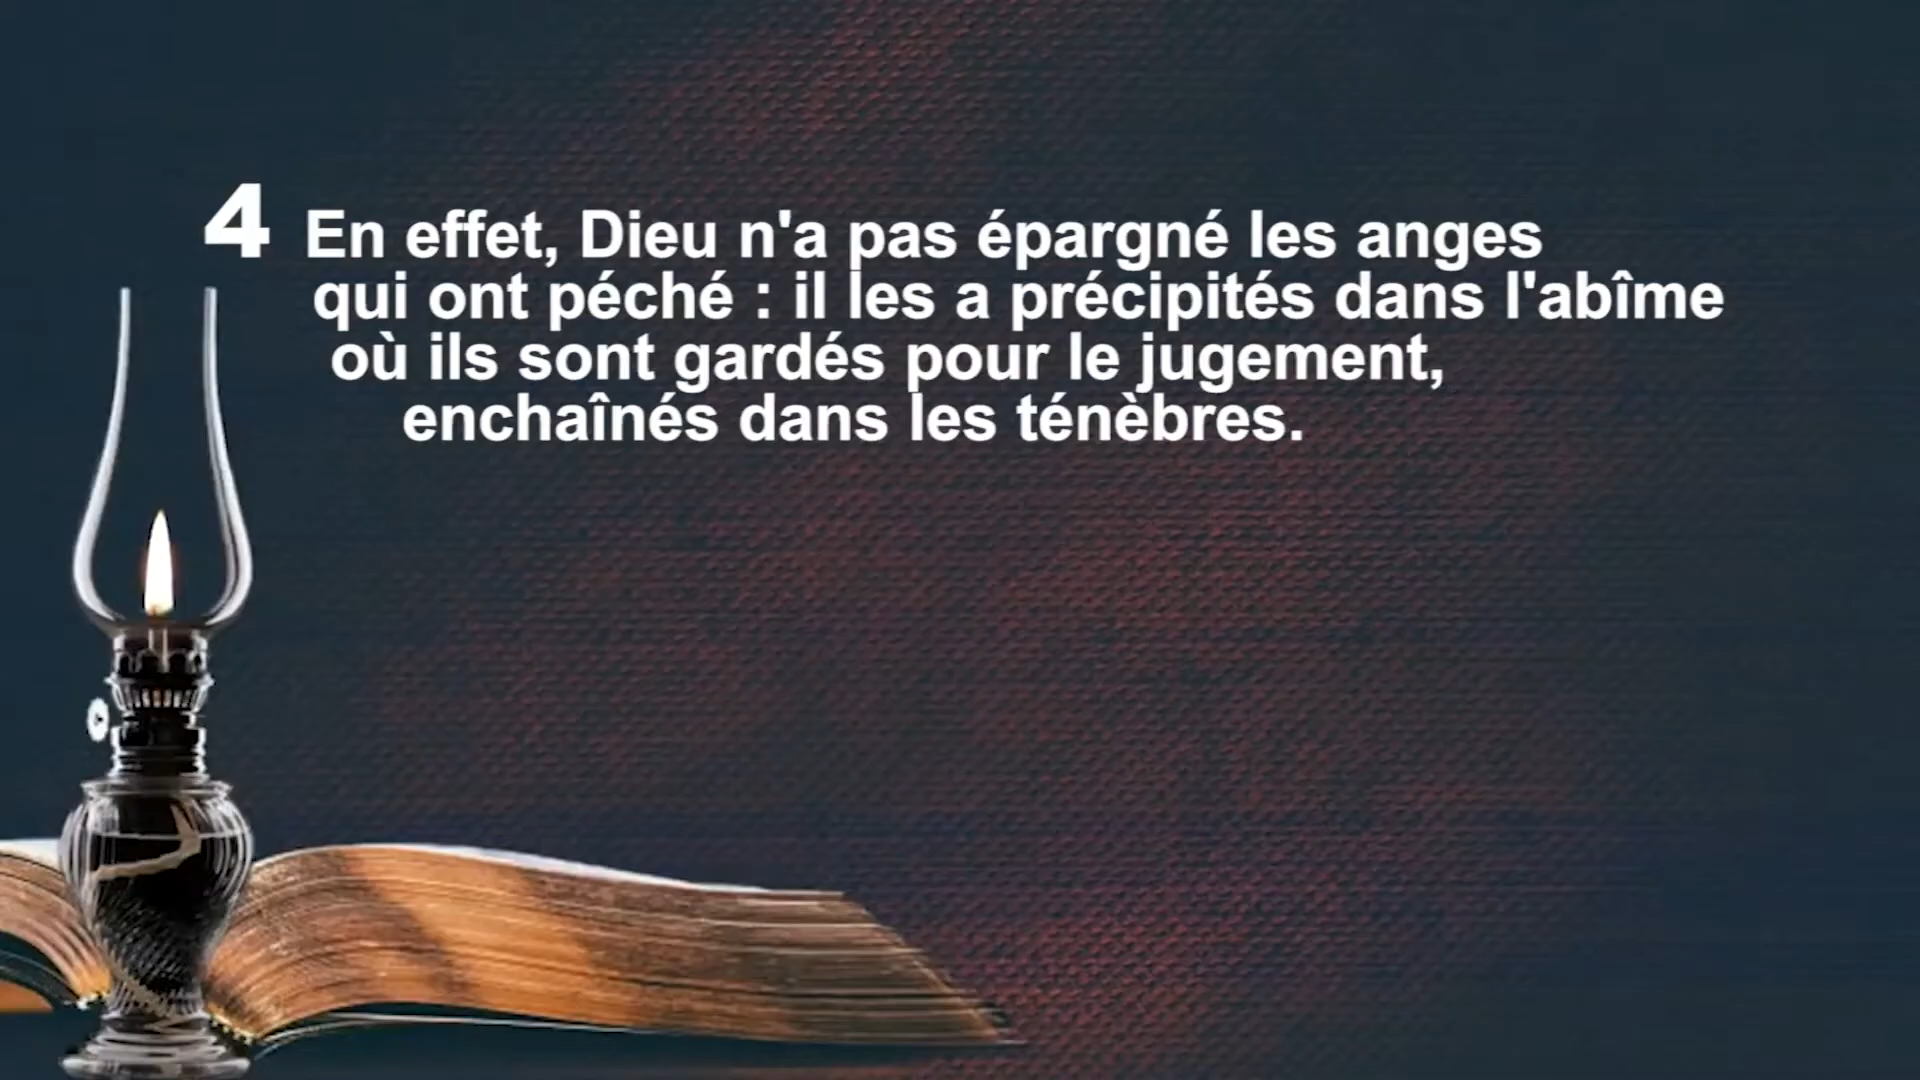 4 En effet, Dieu n'a pas épargné les anges
qui ont péché : il les a précipités dans l'abîme
où ils sont gardés pour le jugement,
enchaînés dans les ténèbres.